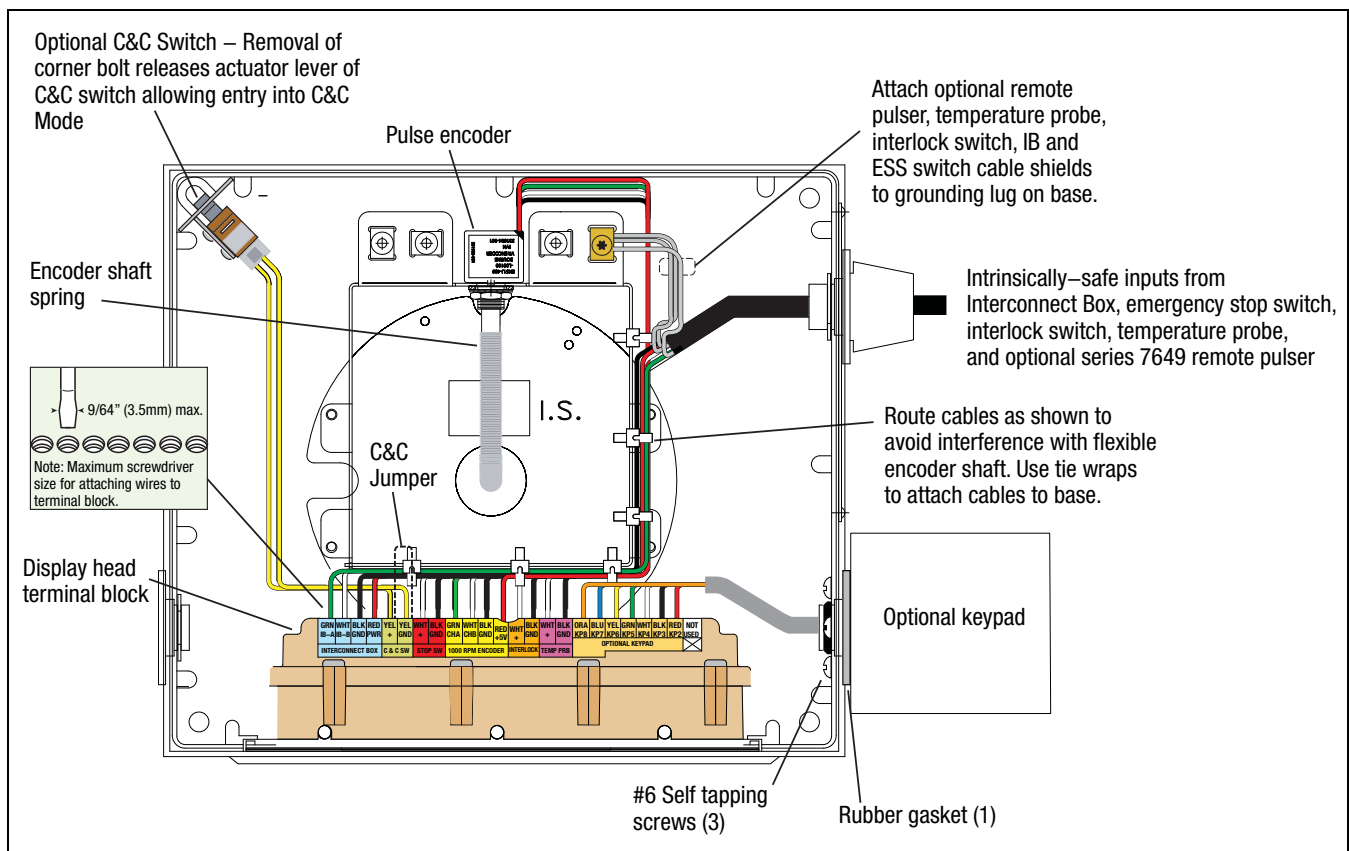 Optional C&C Switch – Removal of
corner bolt releases actuator lever of
C&C switch allowing entry into C&C
Mode
Pulse encoder
Attach optional remote
pulser, temperature probe,
interlock switch, IB and
ESS switch cable shields
to grounding lug on base.
Encoder shaft
spring
Intrinsically–safe inputs from
Interconnect Box, emergency stop switch,
interlock switch, temperature probe,
and optional series 7649 remote pulser
I.S.
9/64" (3.5mm) max.
Note: Maximum screwdriver
size for attaching wires to
terminal block.
C&C
Jumper
Route cables as shown to
avoid interference with flexible
encoder shaft. Use tie wraps
to attach cables to base.
Display head
terminal block
Optional keypad
GRN WHT BLK RED YEL YEL WHT BLK GRN WHT BLK RED WHT BLK WHT BLK ORA BLU YEL GRN WHT BLK RED NOT
IB–A IB–B GND PWR + GND + GND CHA CHB GND +5V + GND + GND KP8 KP7 KP6 KP5 KP4 KP3 KP2 USED
INTERCONNECT BOX C & C SW STOP SW 1000 RPM ENCODER INTERLOCK TEMP PRB OPTIONAL KEYPAD
#6 Self tapping
screws (3)
Rubber gasket (1)